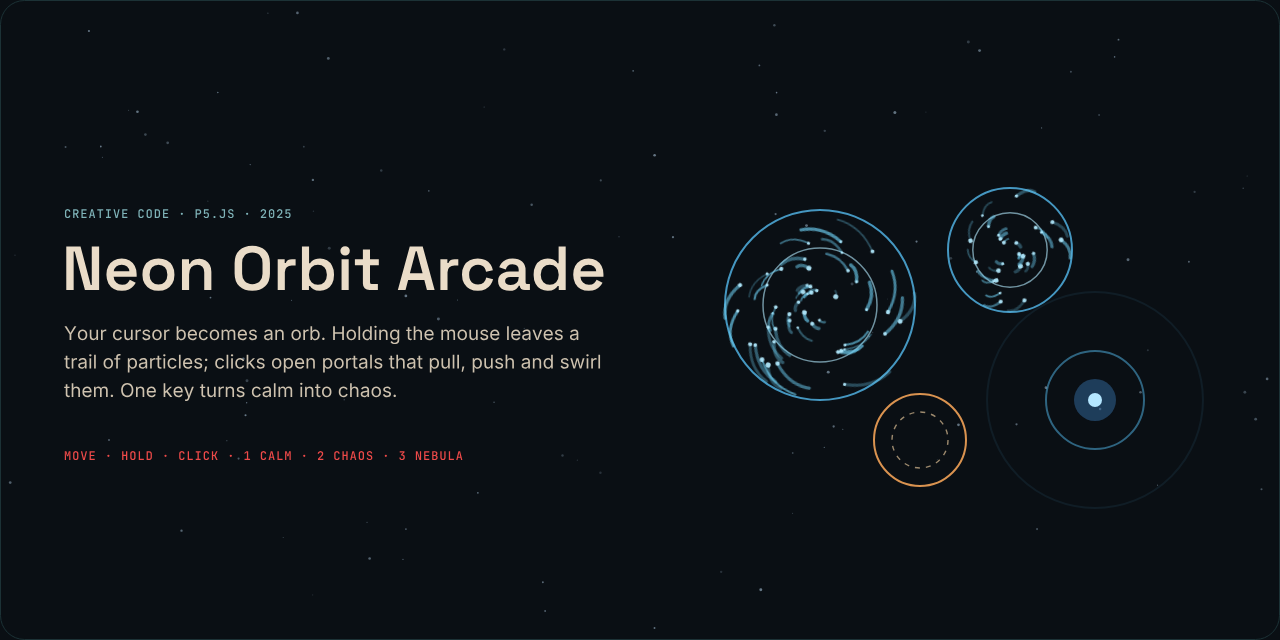 CREATIVE CODE · P5.JS · 2025
Neon Orbit Arcade
Your cursor becomes an orb. Holding the mouse leaves a
trail of particles; clicks open portals that pull, push and swirl
them. One key turns calm into chaos.
MOVE · HOLD · CLICK · 1 CALM · 2 CHAOS · 3 NEBULA